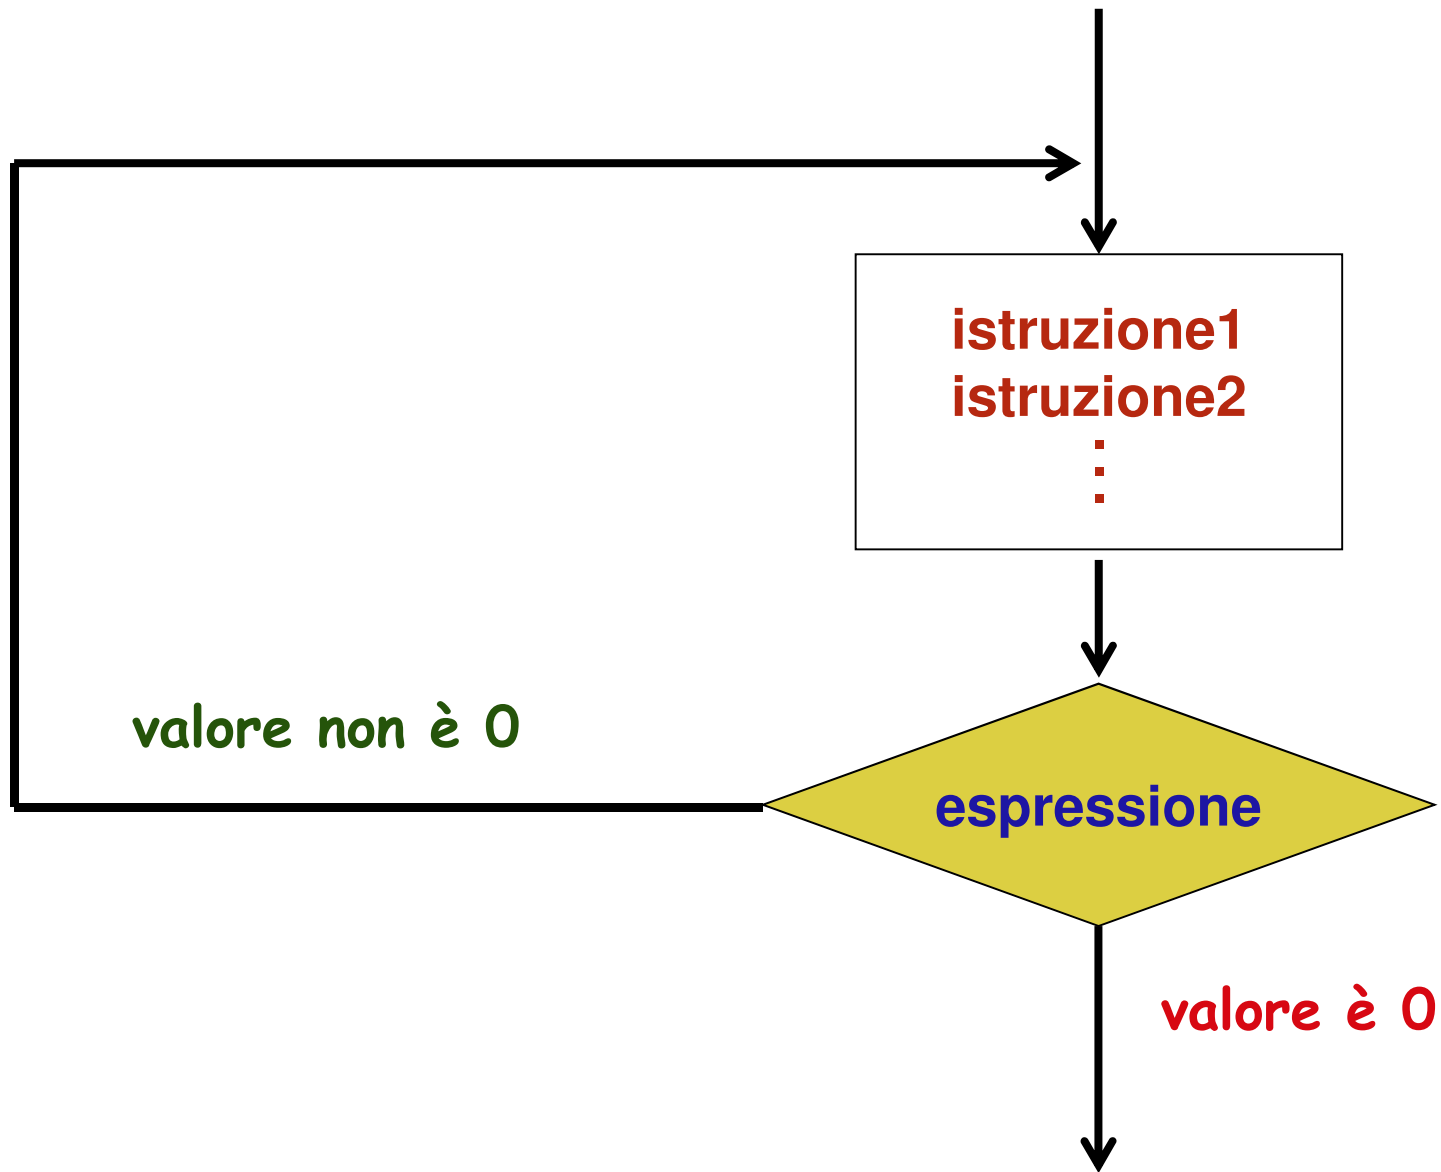 istruzione1
istruzione2
.
.
.
valore non è 0
espressione
valore è 0